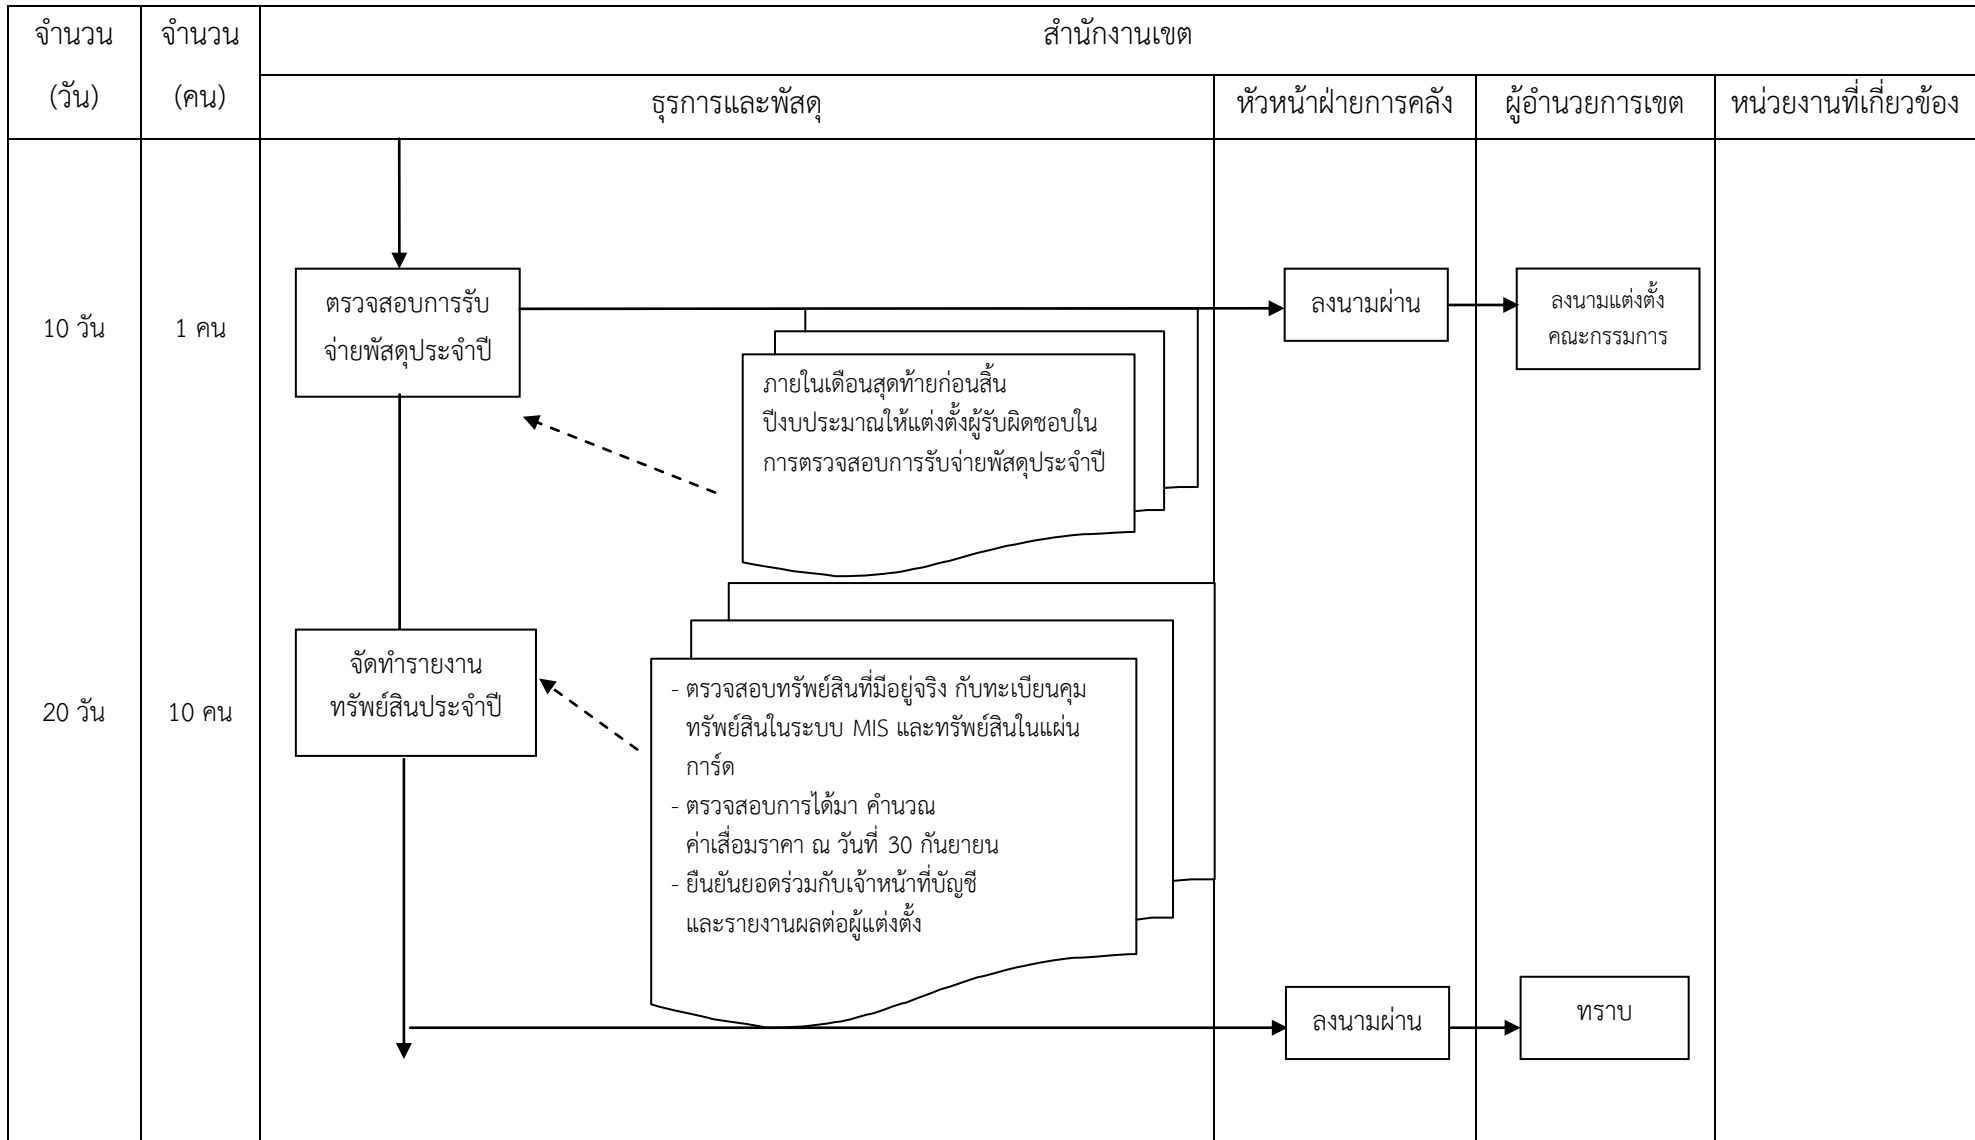 จำนวน
(วัน)
จำนวน
(คน)
สำนักงานเขต
ธุรการและพัสดุ
หัวหน้าฝ่ายการคลัง
ผู้อำนวยการเขต
หน่วยงานที่เกี่ยวข้อง
10 วัน
1 คน
ตรวจสอบการรับ
จ่ายพัสดุประจำปี
ภายในเดือนสุดท้ายก่อนสิ้น
ปีงบประมาณให้แต่งตั้งผู้รับผิดชอบใน
การตรวจสอบการรับจ่ายพัสดุประจำปี
ลงนามผ่าน
ลงนามแต่งตั้ง
คณะกรรมการ
20 วัน
10 คน
จัดทำรายงาน
ทรัพย์สินประจำปี
- ตรวจสอบทรัพย์สินที่มีอยู่จริง กับทะเบียนคุม
ทรัพย์สินในระบบ MIS และทรัพย์สินในแผ่น
การ์ด
- ตรวจสอบการได้มา คำนวณ
ค่าเสื่อมราคา ณ วันที่ 30 กันยายน
- ยืนยันยอดร่วมกับเจ้าหน้าที่บัญชี
และรายงานผลต่อผู้แต่งตั้ง
ลงนามผ่าน
ทราบ